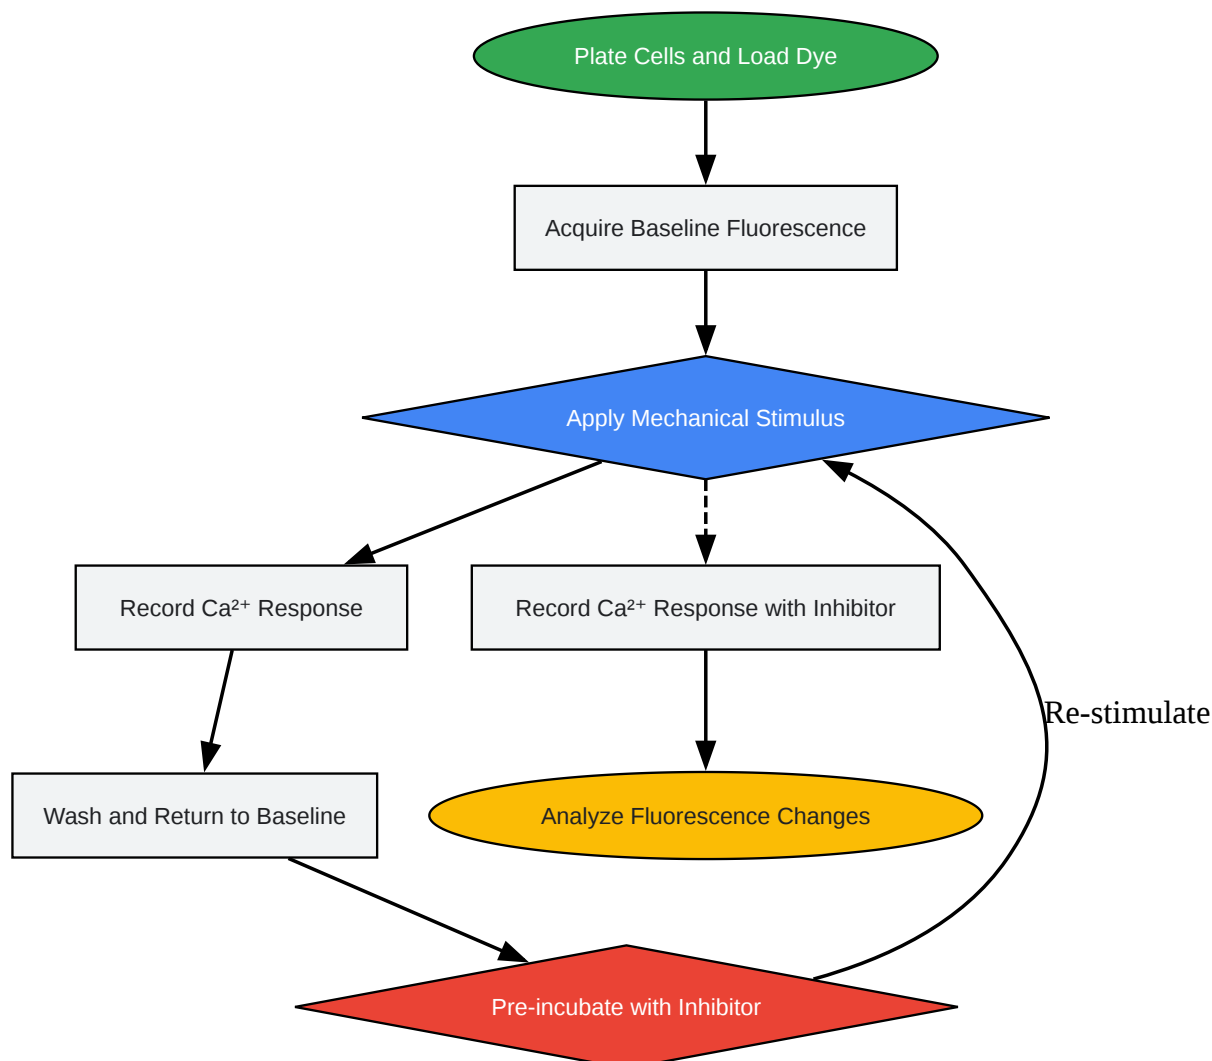 Plate Cells and Load Dye
Acquire Baseline Fluorescence
Apply Mechanical Stimulus
Record Ca²⁺ Response
Record Ca²⁺ Response with Inhibitor
Re-stimulate
Wash and Return to Baseline
Analyze Fluorescence Changes
Pre-incubate with Inhibitor